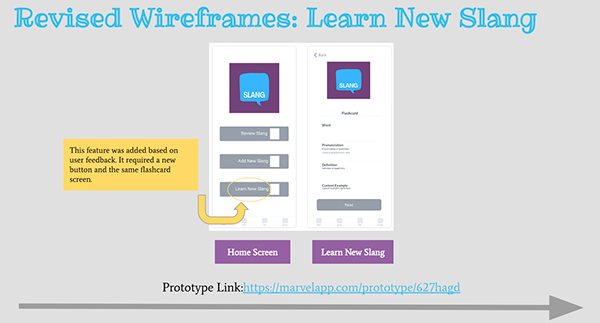 Revised Wireframes: Learn New Slang
SLANG
Review Slang
Add New Slang
Learn New Slang
Back
SLANG
Flashcard
Word
Pronunciation
Definition
Context Example
Next
This feature was added based on
user feedback. It required a new
button and the same flashcard
screen.
Home Screen
Learn New Slang
Prototype Link:https://marvelapp.com/prototype/627hagd